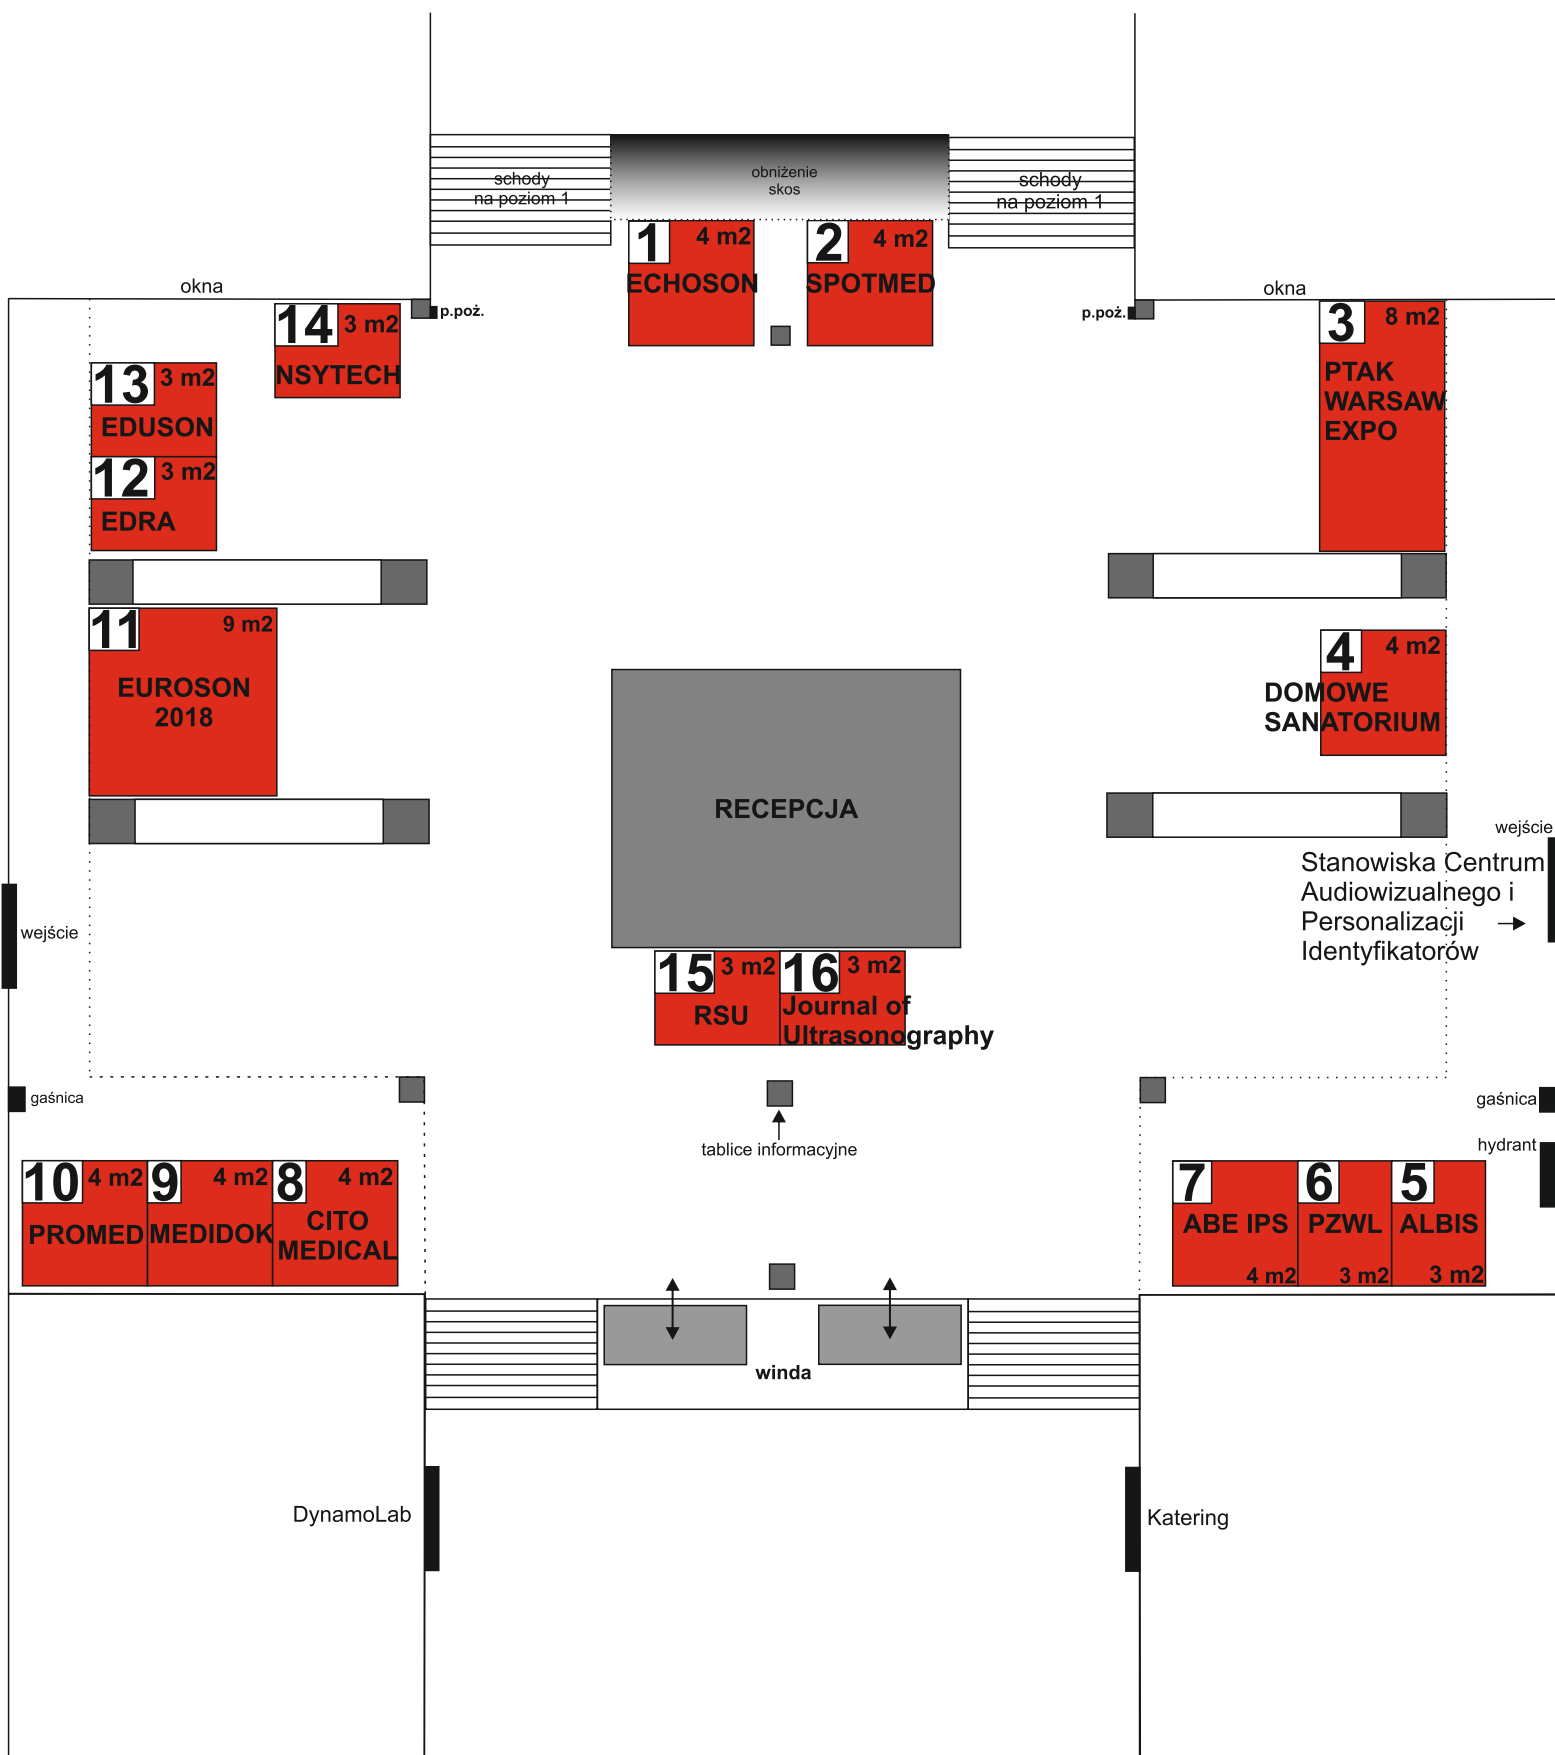 schody
na poziom 1
obniżenie
skos
schody
na poziom 1
1
4 m2
ECHOSON
2
4 m2
SPOTMED
okna
p.poż.
p.poż.
okna
14
3 m2
NSYTECH
3
8 m2
PTAK
WARSAW
EXPO
13
3 m2
EDUSON
12
3 m2
EDRA
11
9 m2
EUROSON
2018
4
4 m2
DOMOWE
SANATORIUM
RECEPCJA
wejście
Stanowiska Centrum
Audiowizualnego i
Personalizacji
Identyfikatorów
wejście
15
3 m2
RSU
16
3 m2
Journal of
Ultrasonography
gaśnica
gaśnica
tablice informacyjne
hydrant
10
4 m2
PROMED
9
4 m2
MEDIDOK
8
4 m2
CITO
MEDICAL
7
ABE IPS
4 m2
6
PZWL
3 m2
5
ALBIS
3 m2
winda
DynamoLab
Katering